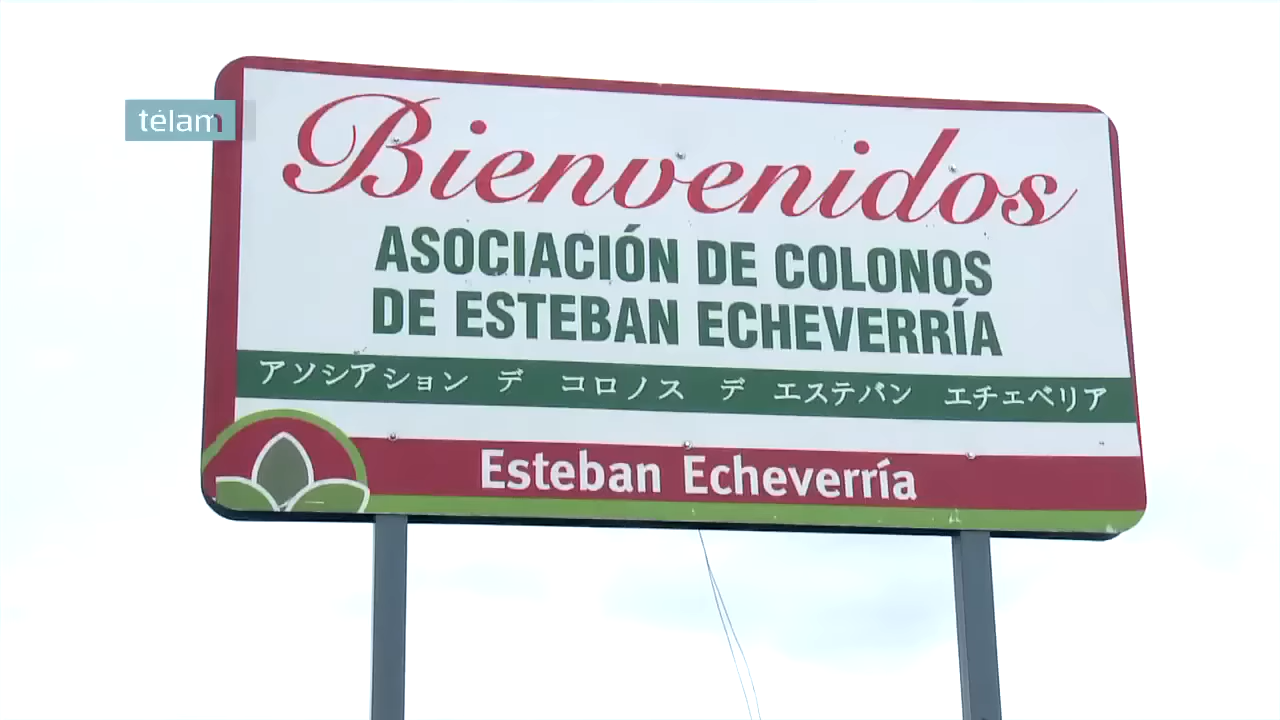 télam
Bienvenidos
ASOCIACIÓN DE COLONOS
DE ESTEBAN ECHEVERRÍA
アソシアション デ コロノス デ エステバン エチェベリア
Esteban Echeverría